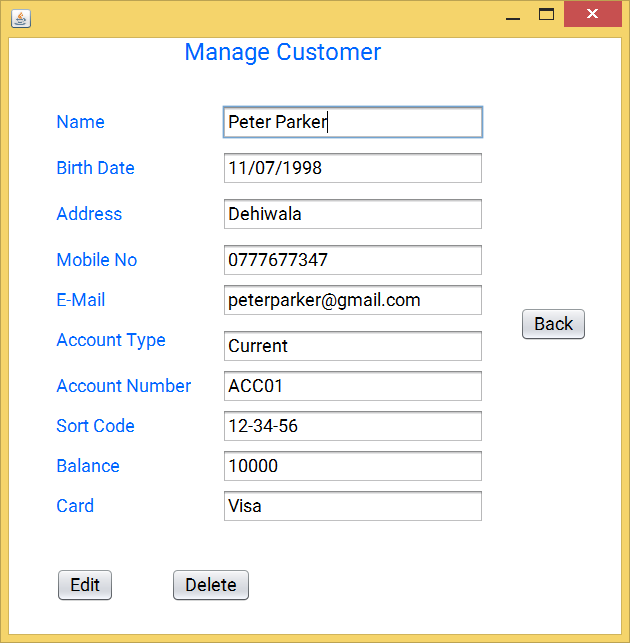 Manage Customer
Name Peter Parker
Birth Date 11/07/1998
Address Dehiwala
Mobile No 0777677347
E-Mail peterparker@gmail.com
Back
Account Type Current
Account Number ACC01
Sort Code 12-34-56
Balance 10000
Card Visa
Edit Delete